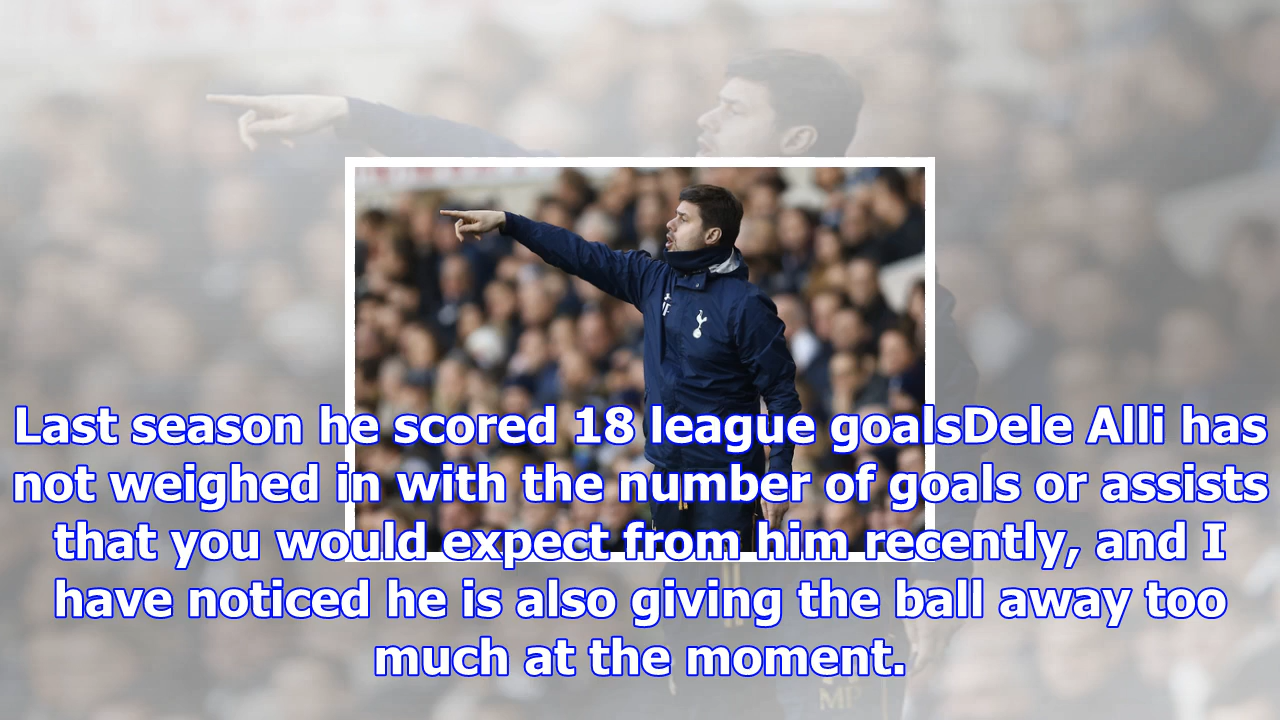 Last season he scored 18 league goalsDele Alli has
not weighed in with the number of goals or assists
that you would expect from him recently, and I
have noticed he is also giving the ball away too
much at the moment.
MP